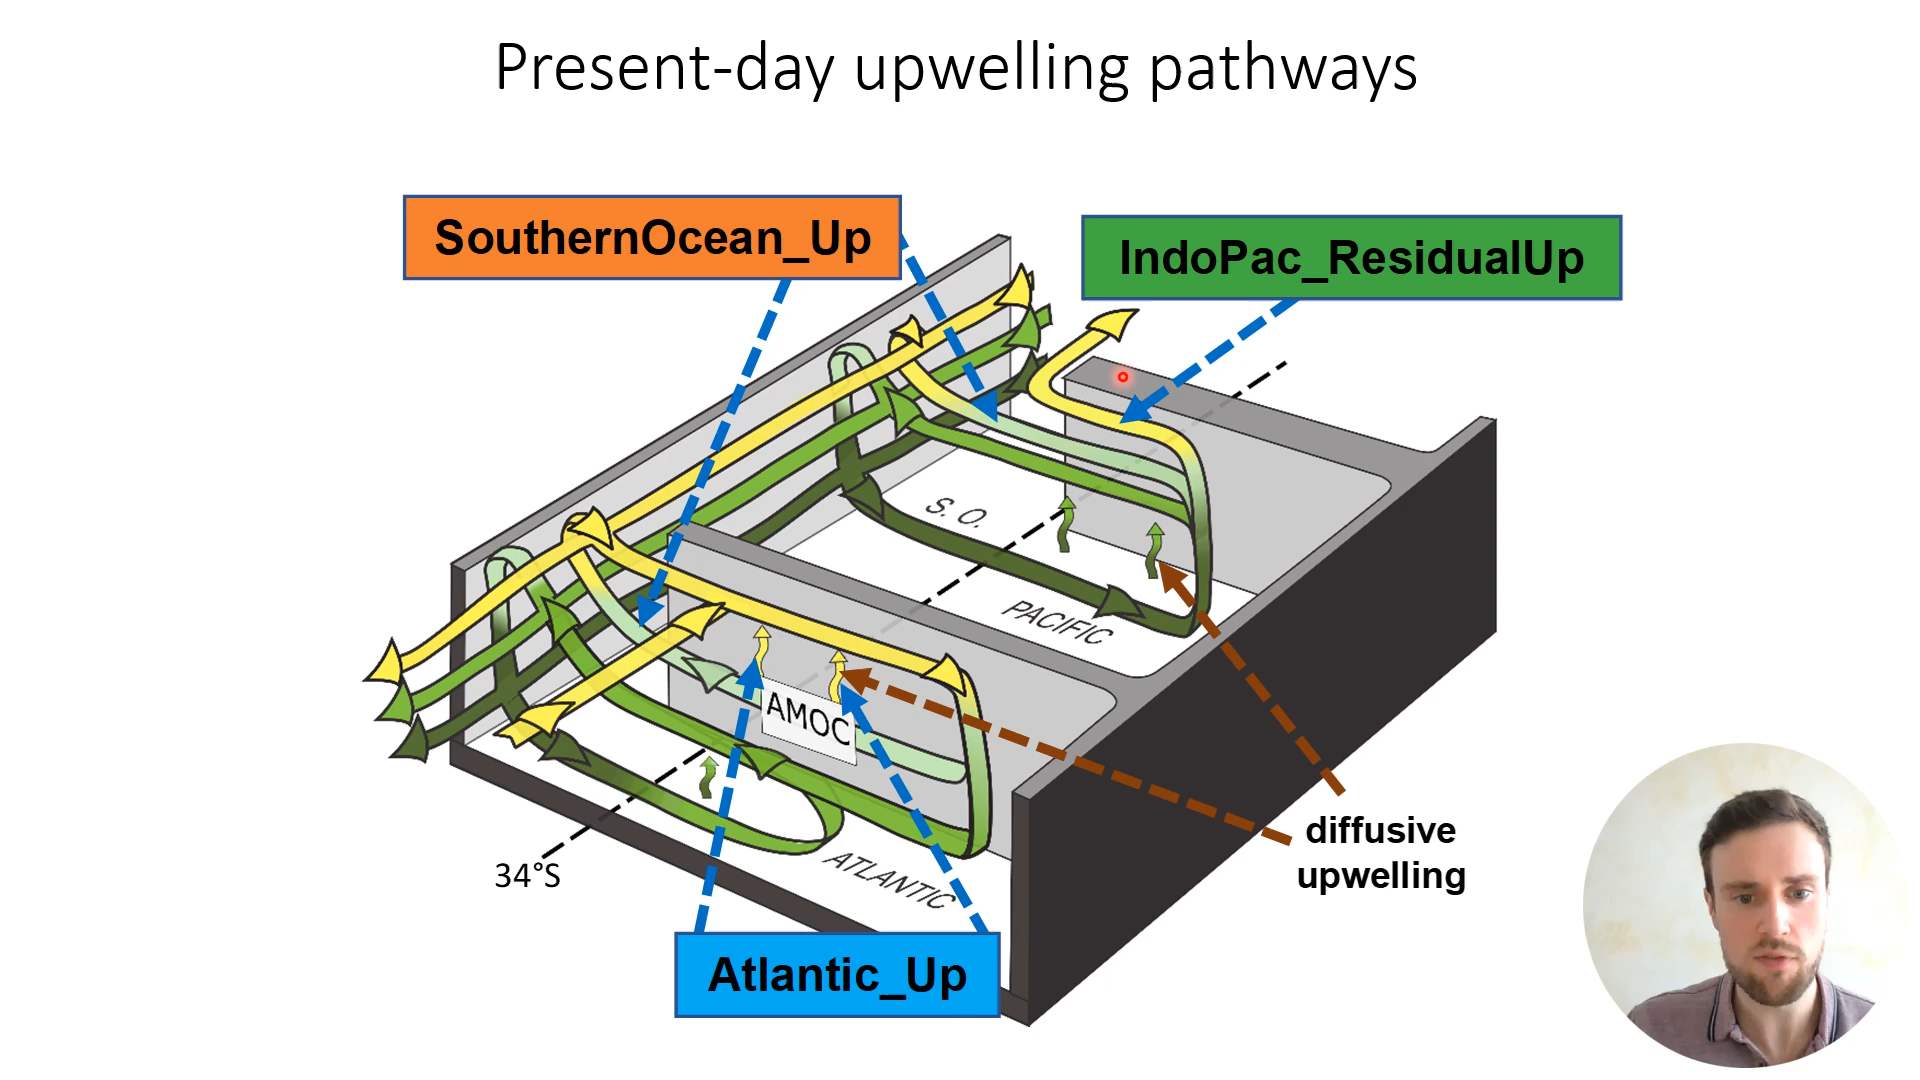 Present-day upwelling pathways
SouthernOcean_Up
IndoPac_ResidualUp
S. O.
PACIFIC
AMOC
34°S
ATLANTIC
diffusive
upwelling
Atlantic_Up